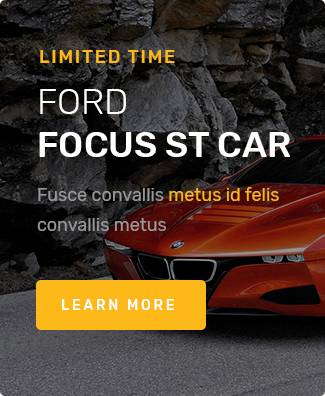 LIMITED TIME
FORD
FOCUS ST CAR
Fusce convallis metus id felis
convallis metus
LEARN MORE